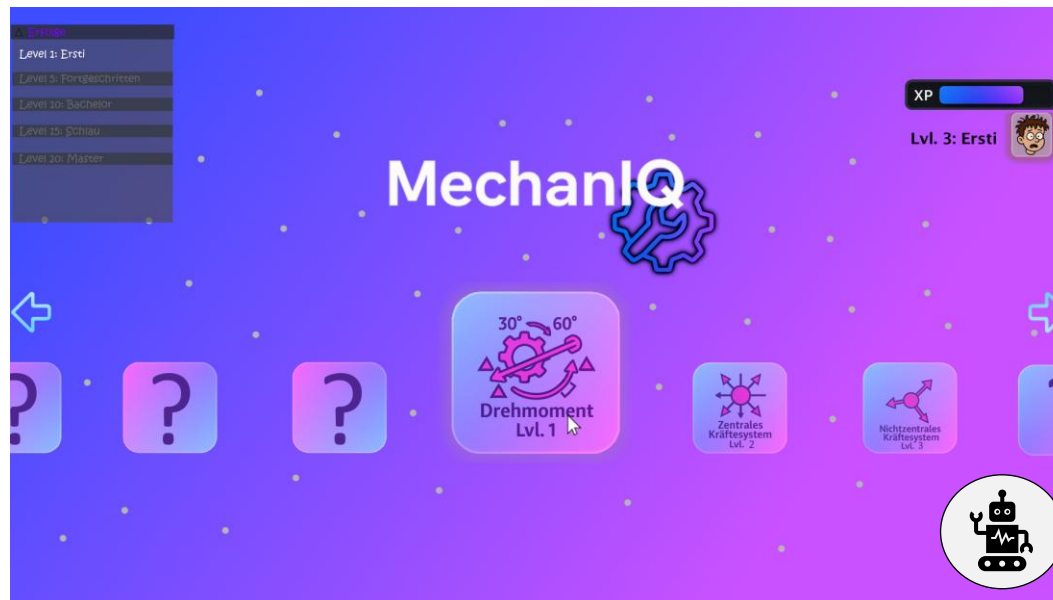 Erfolge
Level 1: Ersti
Level 5: Fortgeschritten
Level 10: Bachelor
Level 15: Schlau
Level 20: Master
XP
Lvl. 3: Ersti
MechanIQ
30° 60°
Drehmoment
Lvl. 1
?
?
?
Zentrales
Kräftesystem
Lvl. 2
Nichtzentrales
Kräftesystem
Lvl. 3